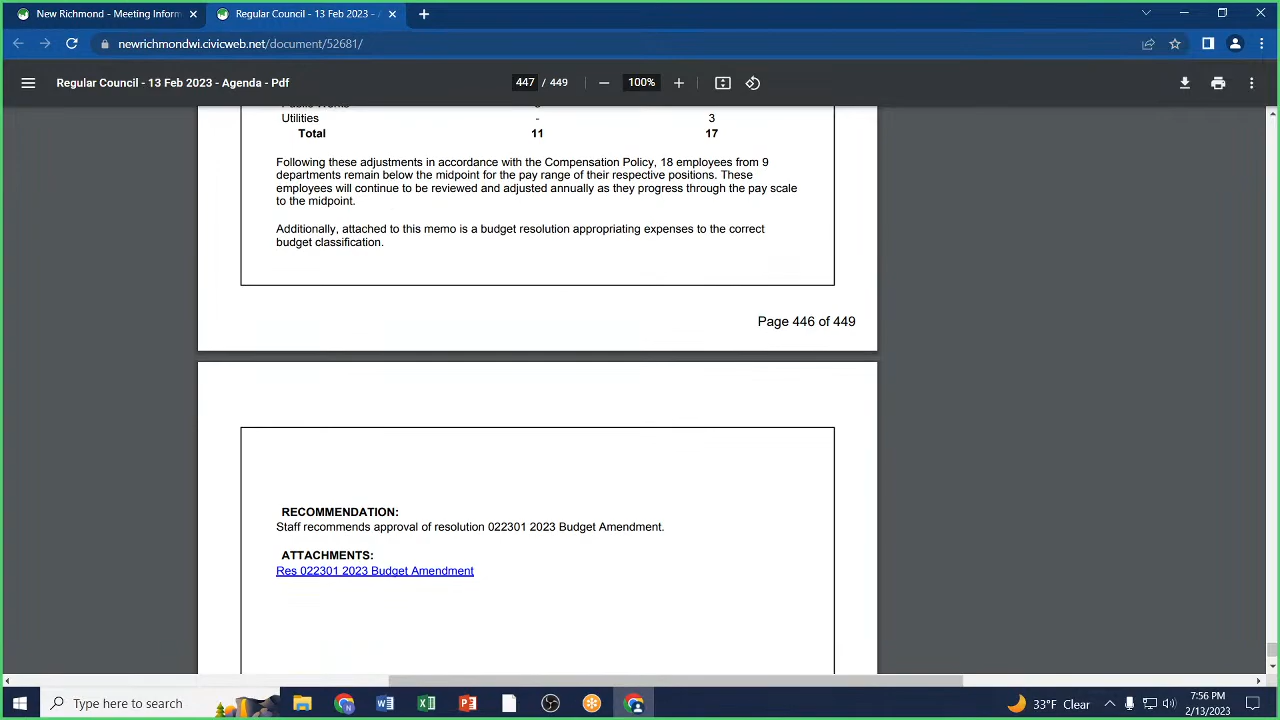 New Richmond - Meeting Inform
Regular Council - 13 Feb 2023 - A
newrichmondwi.civicweb.net/document/52681/
Regular Council - 13 Feb 2023 - Agenda - Pdf
447 / 449
100%
Utilities - 3
Total 11 17
Following these adjustments in accordance with the Compensation Policy, 18 employees from 9
departments remain below the midpoint for the pay range of their respective positions. These
employees will continue to be reviewed and adjusted annually as they progress through the pay scale
to the midpoint.
Additionally, attached to this memo is a budget resolution appropriating expenses to the correct
budget classification.
Page 446 of 449
RECOMMENDATION:
Staff recommends approval of resolution 022301 2023 Budget Amendment.
ATTACHMENTS:
Res 022301 2023 Budget Amendment
Type here to search
33°F Clear
7:56 PM
2/13/2023